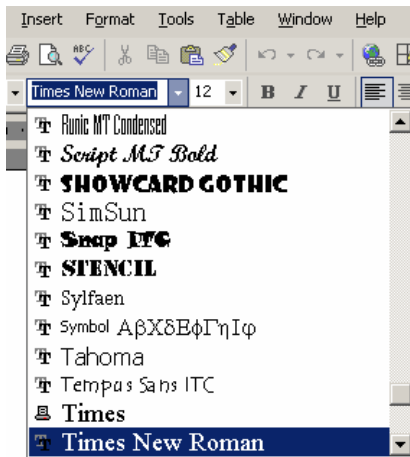 Insert Format Tools Table Window Help
ABC
Times New Roman 12 B I U
Runic MT Condensed
Script MT Bold
SHOWCARD GOTHIC
SimSun
Snap ITC
STENCIL
Sylfaen
Symbol ΑβΧδΕφΓηΙφ
Tahoma
Tempus Sans ITC
Times
Times New Roman